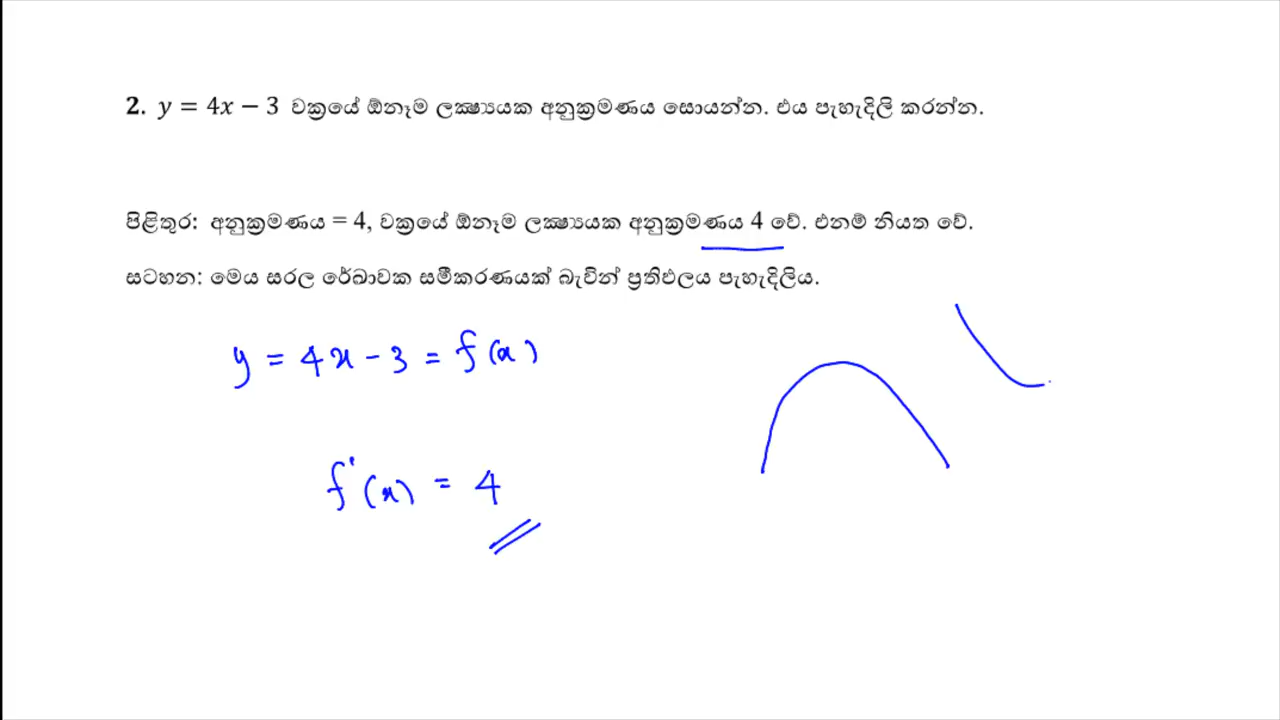 2. y = 4x − 3 වක්‍රයේ ඕනෑම ලක්ෂ්‍යයක අනුක්‍රමණය සොයන්න. එය පැහැදිලි කරන්න.
පිළිතුර: අනුක්‍රමණය = 4, වක්‍රයේ ඕනෑම ලක්ෂ්‍යයක අනුක්‍රමණය 4 වේ. එනම් නියත වේ.
සටහන: මෙය සරල රේඛාවක සමීකරණයක් බැවින් ප්‍රතිඵලය පැහැදිලිය.
y = 4x - 3 = f(x)
f'(x) = 4